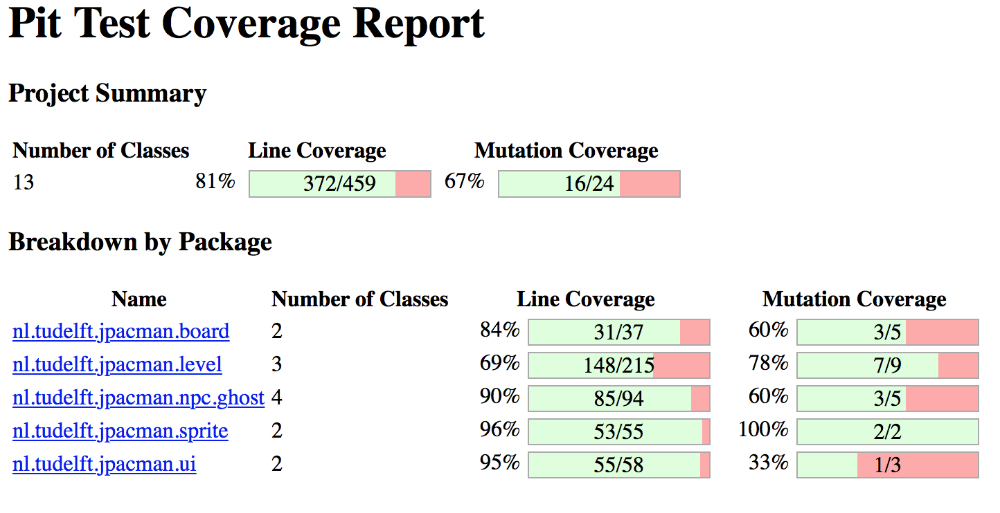 Pit Test Coverage Report
Project Summary
Number of Classes Line Coverage Mutation Coverage
13 81% 372/459 67% 16/24
Breakdown by Package
Name Number of Classes Line Coverage Mutation Coverage
nl.tudelft.jpacman.board 2 84% 31/37 60% 3/5
nl.tudelft.jpacman.level 3 69% 148/215 78% 7/9
nl.tudelft.jpacman.npc.ghost 4 90% 85/94 60% 3/5
nl.tudelft.jpacman.sprite 2 96% 53/55 100% 2/2
nl.tudelft.jpacman.ui 2 95% 55/58 33% 1/3